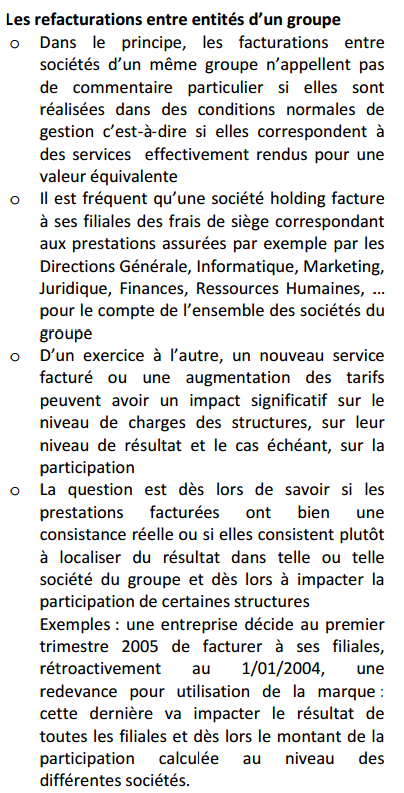 Les refacturations entre entités d’un groupe
o Dans le principe, les facturations entre
sociétés d’un même groupe n’appellent pas
de commentaire particulier si elles sont
réalisées dans des conditions normales de
gestion c’est-à-dire si elles correspondent à
des services effectivement rendus pour une
valeur équivalente
o Il est fréquent qu’une société holding facture
à ses filiales des frais de siège correspondant
aux prestations assurées par exemple par les
Directions Générale, Informatique, Marketing,
Juridique, Finances, Ressources Humaines, …
pour le compte de l’ensemble des sociétés du
groupe
o D’un exercice à l’autre, un nouveau service
facturé ou une augmentation des tarifs
peuvent avoir un impact significatif sur le
niveau de charges des structures, sur leur
niveau de résultat et le cas échéant, sur la
participation
o La question est dès lors de savoir si les
prestations facturées ont bien une
consistance réelle ou si elles consistent plutôt
à localiser du résultat dans telle ou telle
société du groupe et dès lors à impacter la
participation de certaines structures
Exemples : une entreprise décide au premier
trimestre 2005 de facturer à ses filiales,
rétroactivement au 1/01/2004, une
redevance pour utilisation de la marque :
cette dernière va impacter le résultat de
toutes les filiales et dès lors le montant de la
participation calculée au niveau des
différentes sociétés.